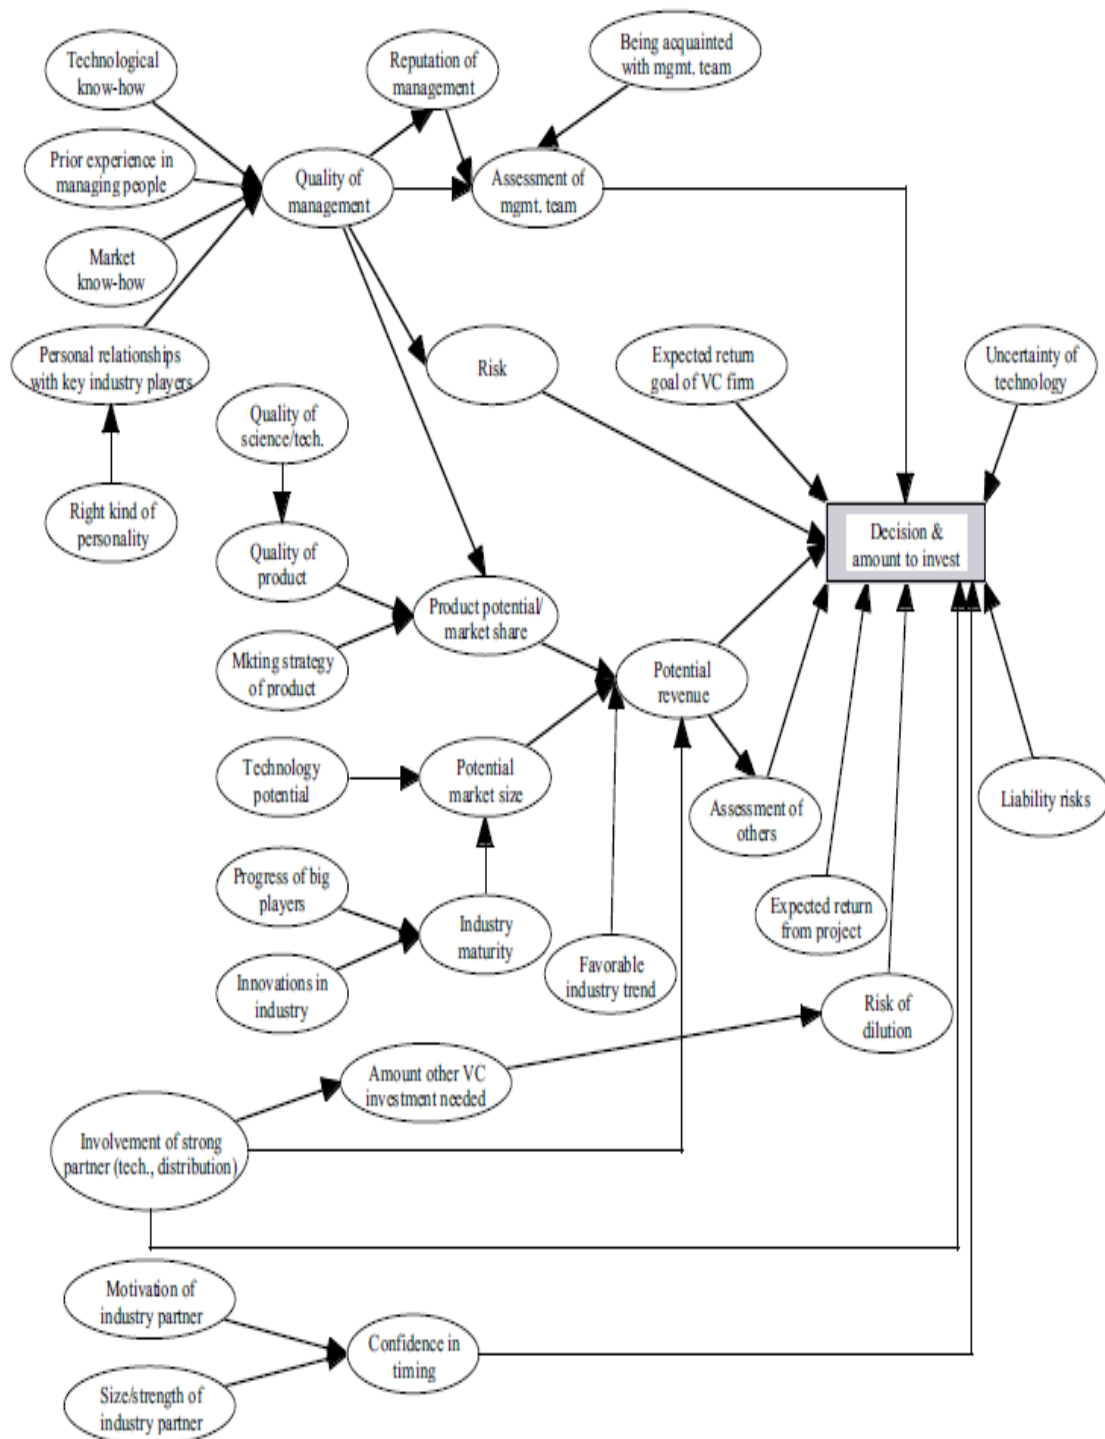 Technological
know-how
Reputation of
management
Being acquainted
with mgmt. team
Prior experience in
managing people
Quality of
management
Assessment of
mgmt. team
Market
know-how
Personal relationships
with key industry players
Risk
Expected return
goal of VC firm
Uncertainty of
technology
Quality of
science/tech.
Right kind of
personality
Quality of
product
Decision &
amount to invest
Product potential/
market share
Mkting strategy
of product
Potential
revenue
Technology
potential
Potential
market size
Assessment of
others
Liability risks
Progress of big
players
Industry
maturity
Expected return
from project
Innovations in
industry
Favorable
industry trend
Risk of
dilution
Amount other VC
investment needed
Involvement of strong
partner (tech., distribution)
Motivation of
industry partner
Confidence in
timing
Size/strength of
industry partner